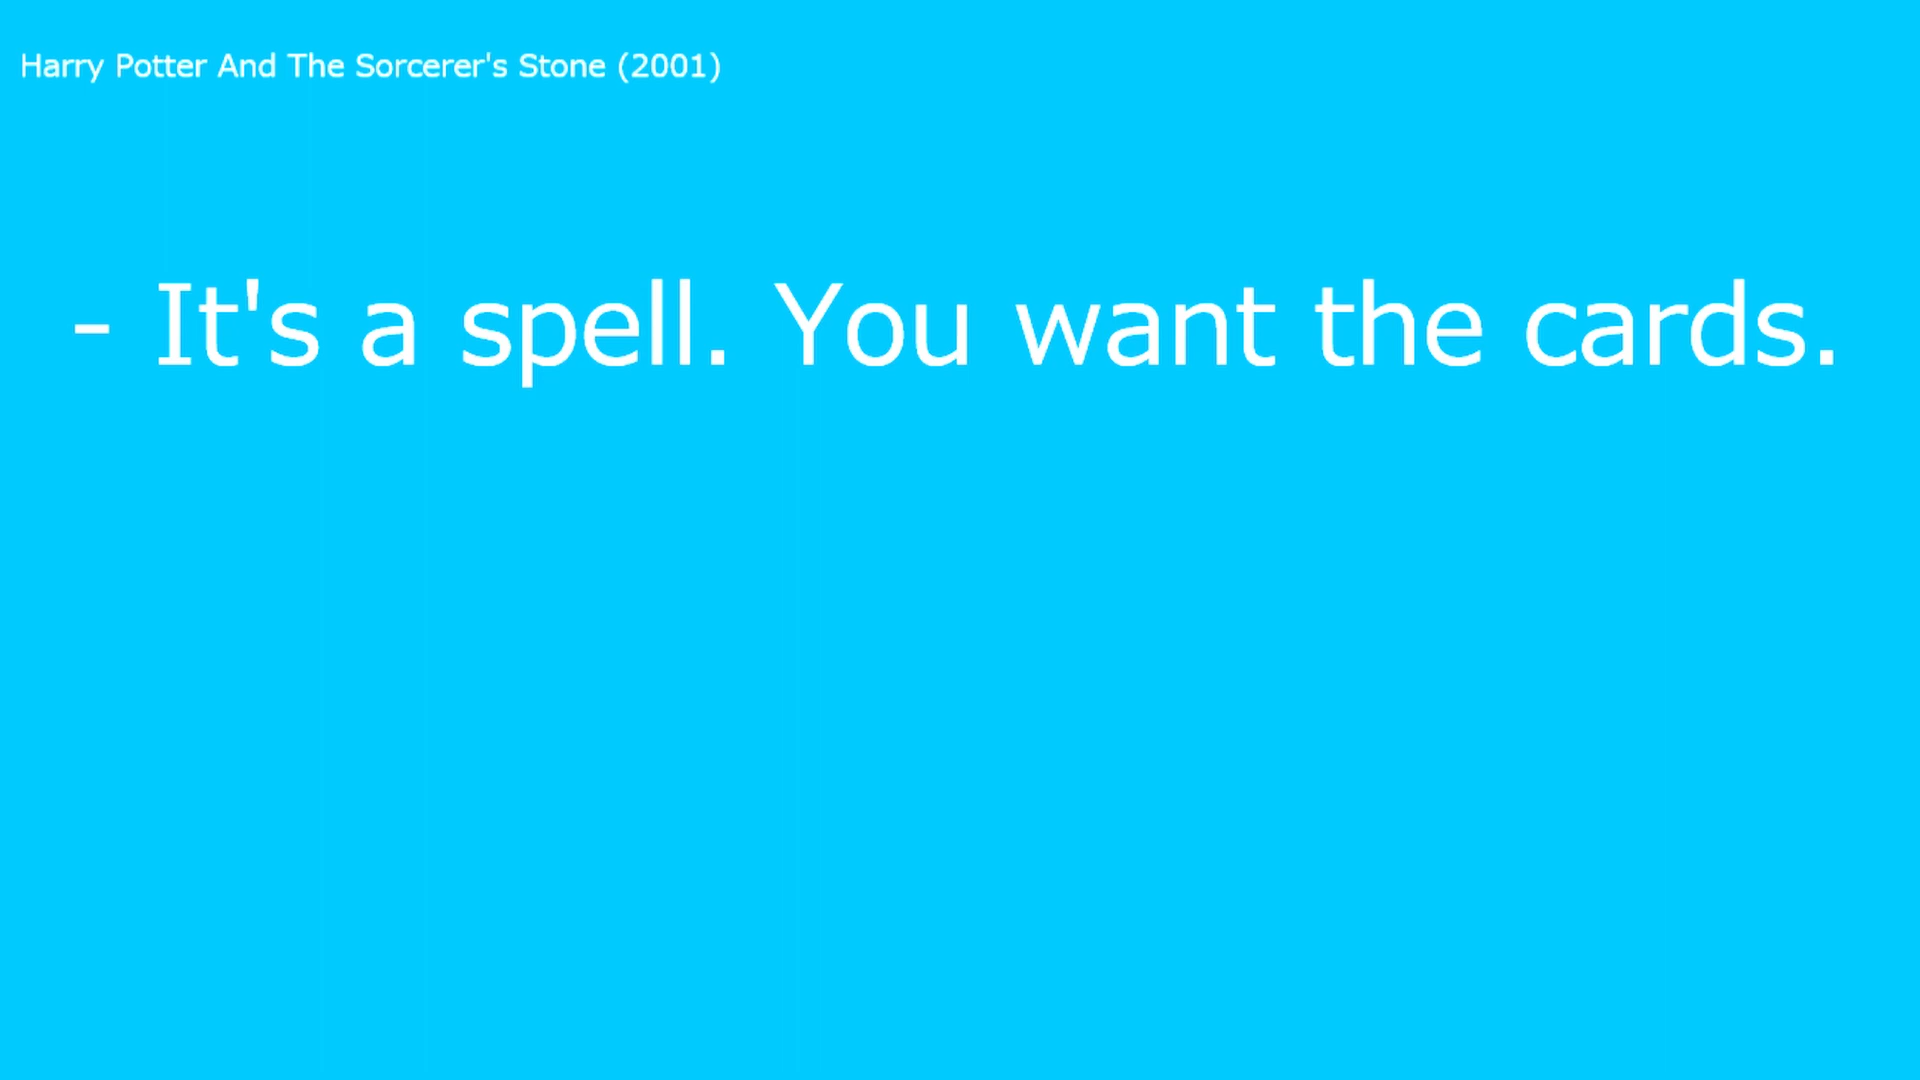 Harry Potter And The Sorcerer's Stone (2001)
- It's a spell. You want the cards.